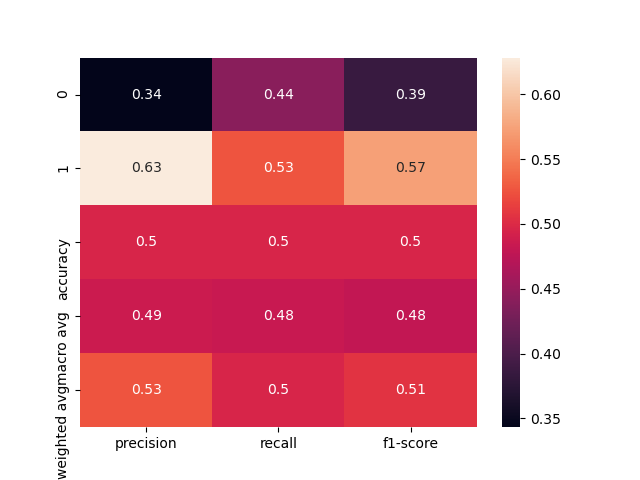 0 0.34 0.44 0.39
1 0.63 0.53 0.57
accuracy 0.5 0.5 0.5
macro avg 0.49 0.48 0.48
weighted avg 0.53 0.5 0.51
precision recall f1-score
0.60
0.55
0.50
0.45
0.40
0.35